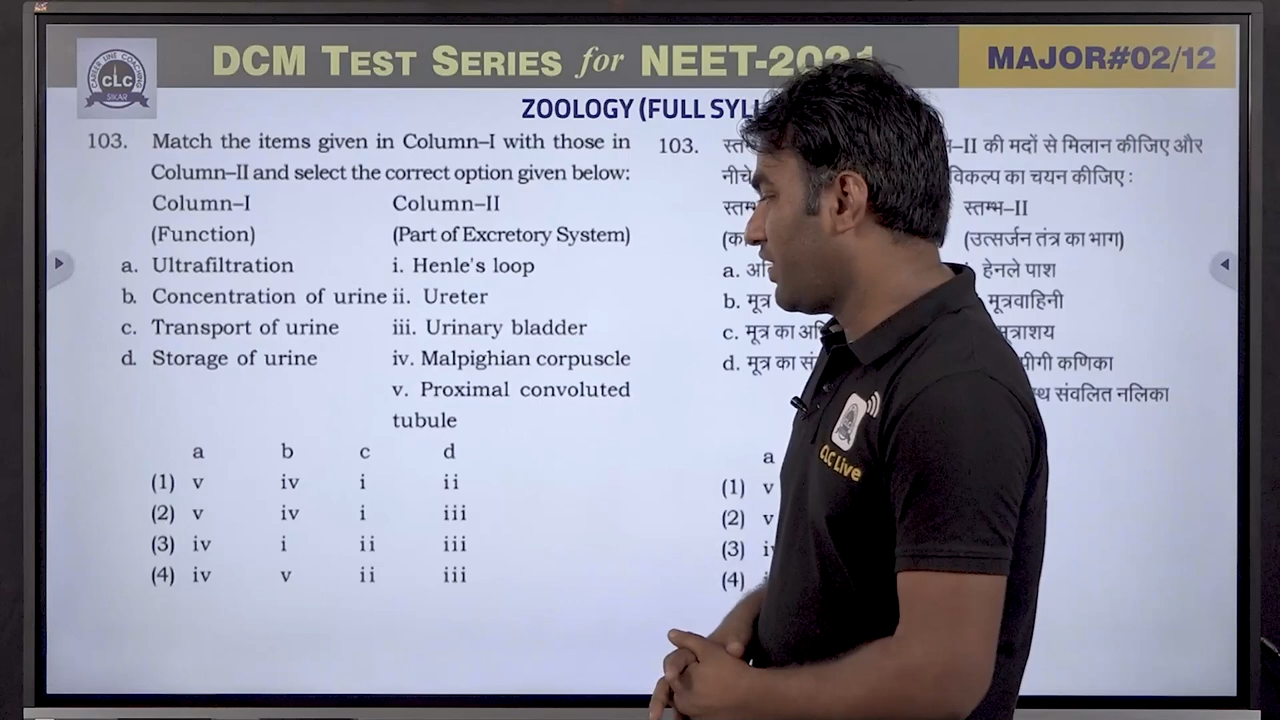 DCM TEST SERIES for NEET-2021
MAJOR#02/12
CAREER LINE COACHING
CLC
SIKAR
ZOOLOGY (FULL
103. Match the items given in Column–I with those in
Column–II and select the correct option given below:
Column–I Column–II
(Function) (Part of Excretory System)
a. Ultrafiltration i. Henle's loop
b. Concentration of urine ii. Ureter
c. Transport of urine iii. Urinary bladder
d. Storage of urine iv. Malpighian corpuscle
v. Proximal convoluted
tubule
a b c d
(1) v iv i ii
(2) v iv i iii
(3) iv i ii iii
(4) iv v ii iii
103. –II की मदों से मिलान कीजिए और
नीचे विकल्प का चयन कीजिए :
स्तम्भ–II
(उत्सर्जन तंत्र का भाग)
a. हेनले पाश
b. मूत्र मूत्रवाहिनी
c. मूत्र का
d. मूत्र का कणिका
संवलित नलिका
a
(1) v
(2) v
(3)
(4)
CLC Live